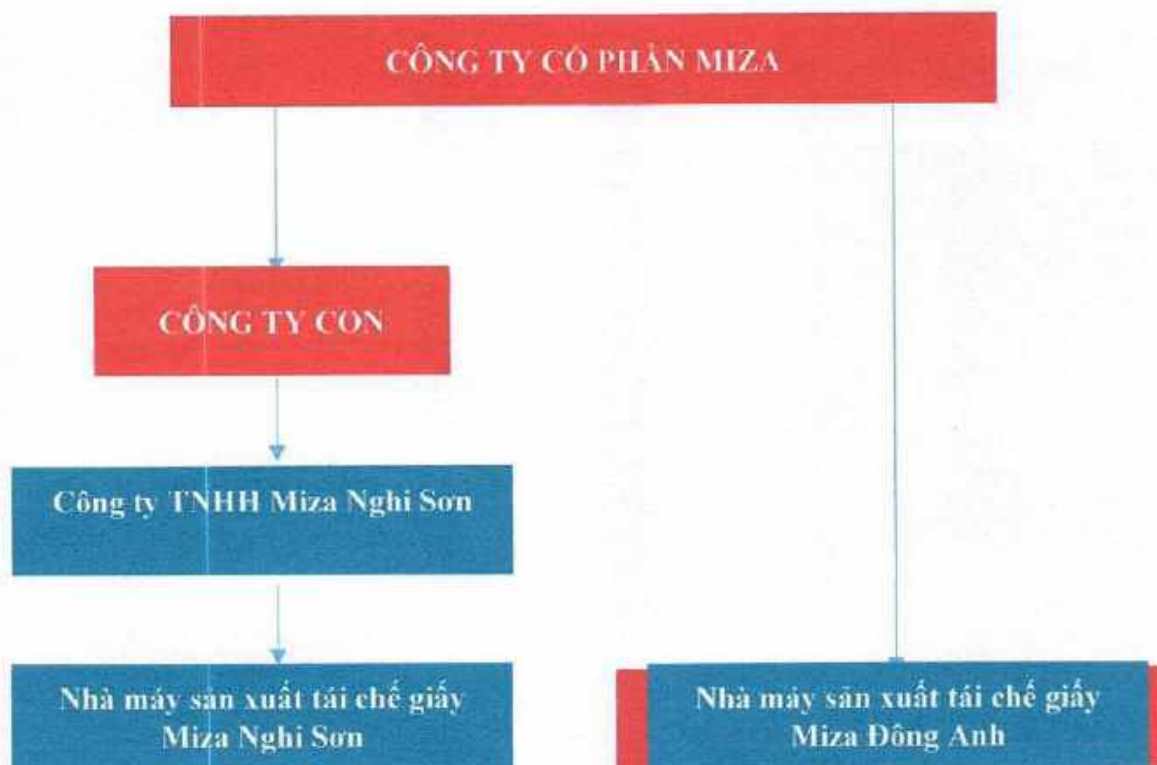 CÔNG TY CỔ PHẦN MIZA
CÔNG TY CON
Công ty TNHH Miza Nghi Sơn
Nhà máy sản xuất tái chế giấy
Miza Nghi Sơn
Nhà máy sản xuất tái chế giấy
Miza Đông Anh